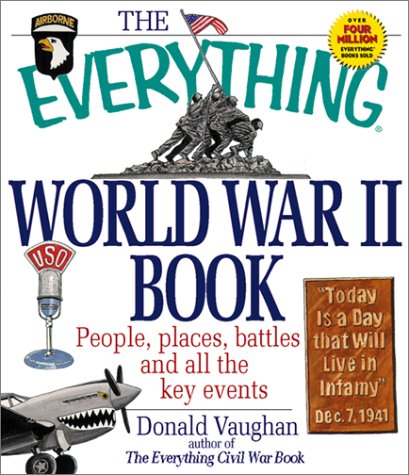 AIRBORNE
THE
EVERYTHING®
OVER
FOUR
MILLION
EVERYTHING®
BOOKS SOLD
WORLD WAR II
BOOK
USO
People, places, battles
and all the
key events
"Today
Is a Day
that Will
Live in
Infamy"
Dec. 7, 1941
Donald Vaughan
author of
The Everything Civil War Book